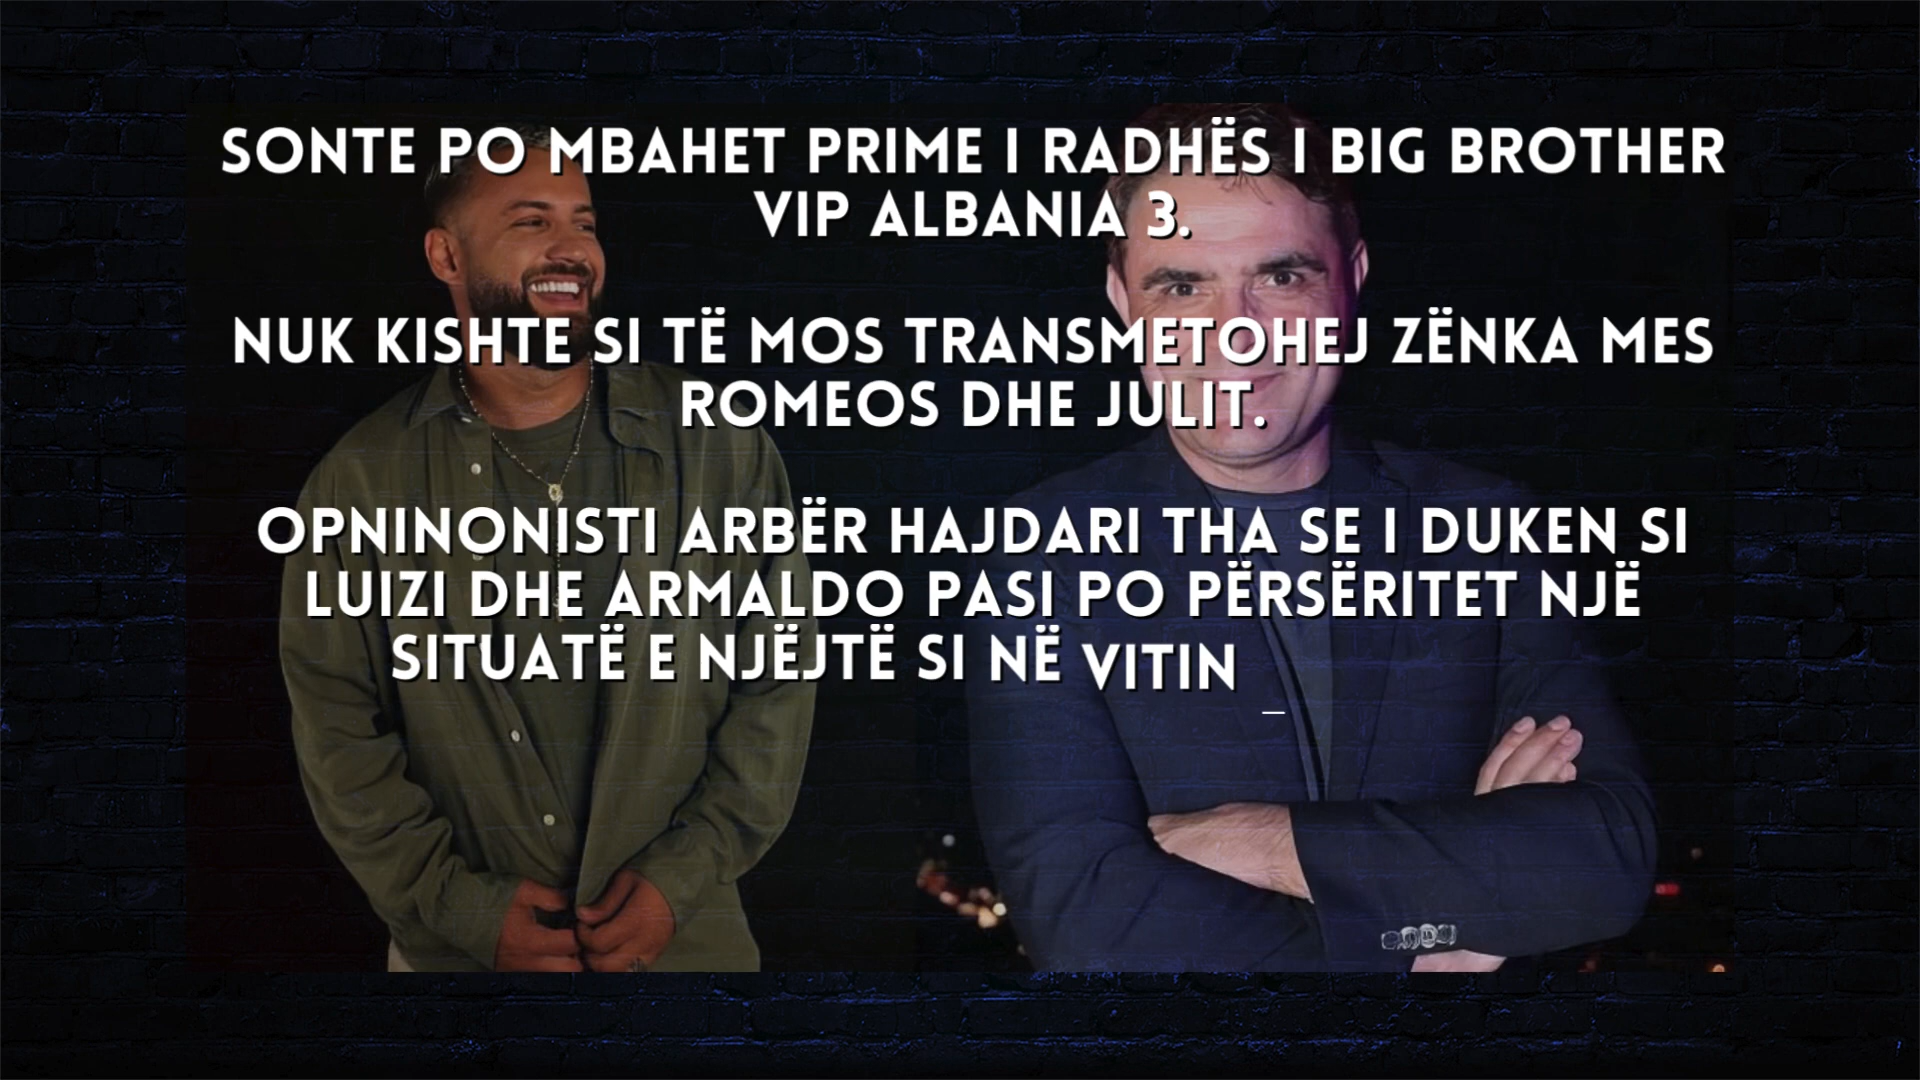 SONTE PO MBAHET PRIME I RADHËS I BIG BROTHER
VIP ALBANIA 3.
NUK KISHTE SI TË MOS TRANSMETOHEJ ZËNKA MES
ROMEOS DHE JULIT.
OPNINONISTI ARBËR HAJDARI THA SE I DUKEN SI
LUIZI DHE ARMALDO PASI PO PËRSËRITET NJË
SITUATË E NJËJTË SI NË VITIN _